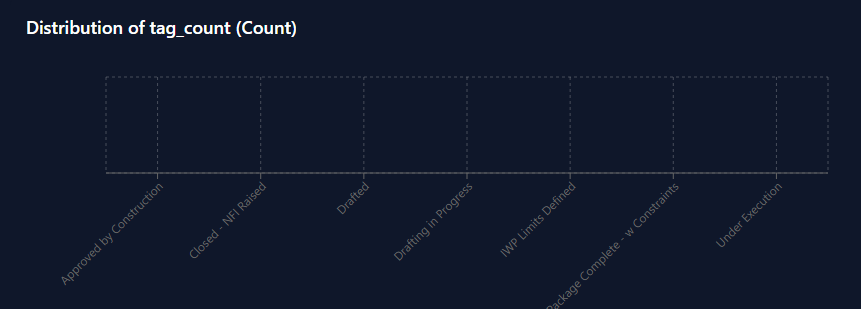 Distribution of tag_count (Count)
Approved by Construction
Closed - NFI Raised
Drafted
Drafting in Progress
IWP Limits Defined
Package Complete - w Constraints
Under Execution